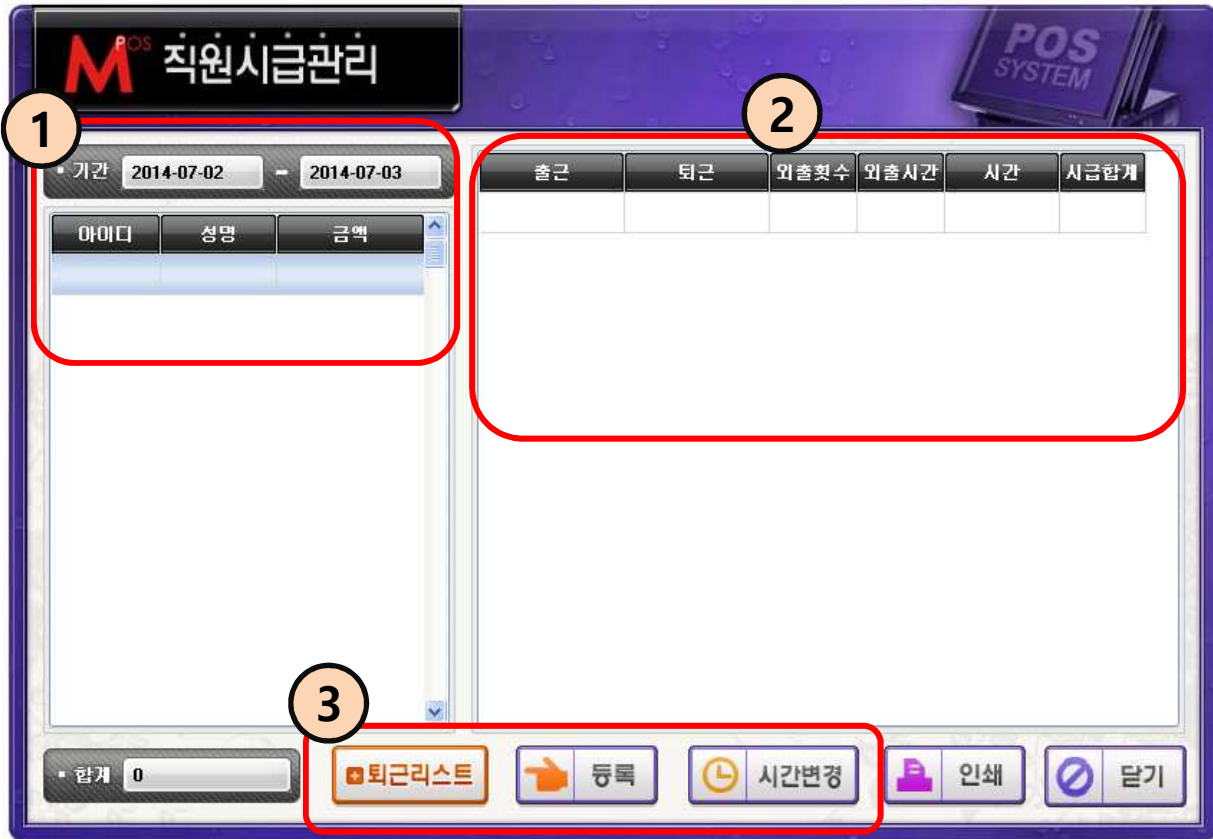 MPOS 직원시급관리
POS
SYSTEM
1
2
기간 2014-07-02 - 2014-07-03
아이디 성명 금액
출근 퇴근 외출횟수 외출시간 시간 시급합계
3
합계 0
퇴근리스트 등록 시간변경 인쇄 닫기